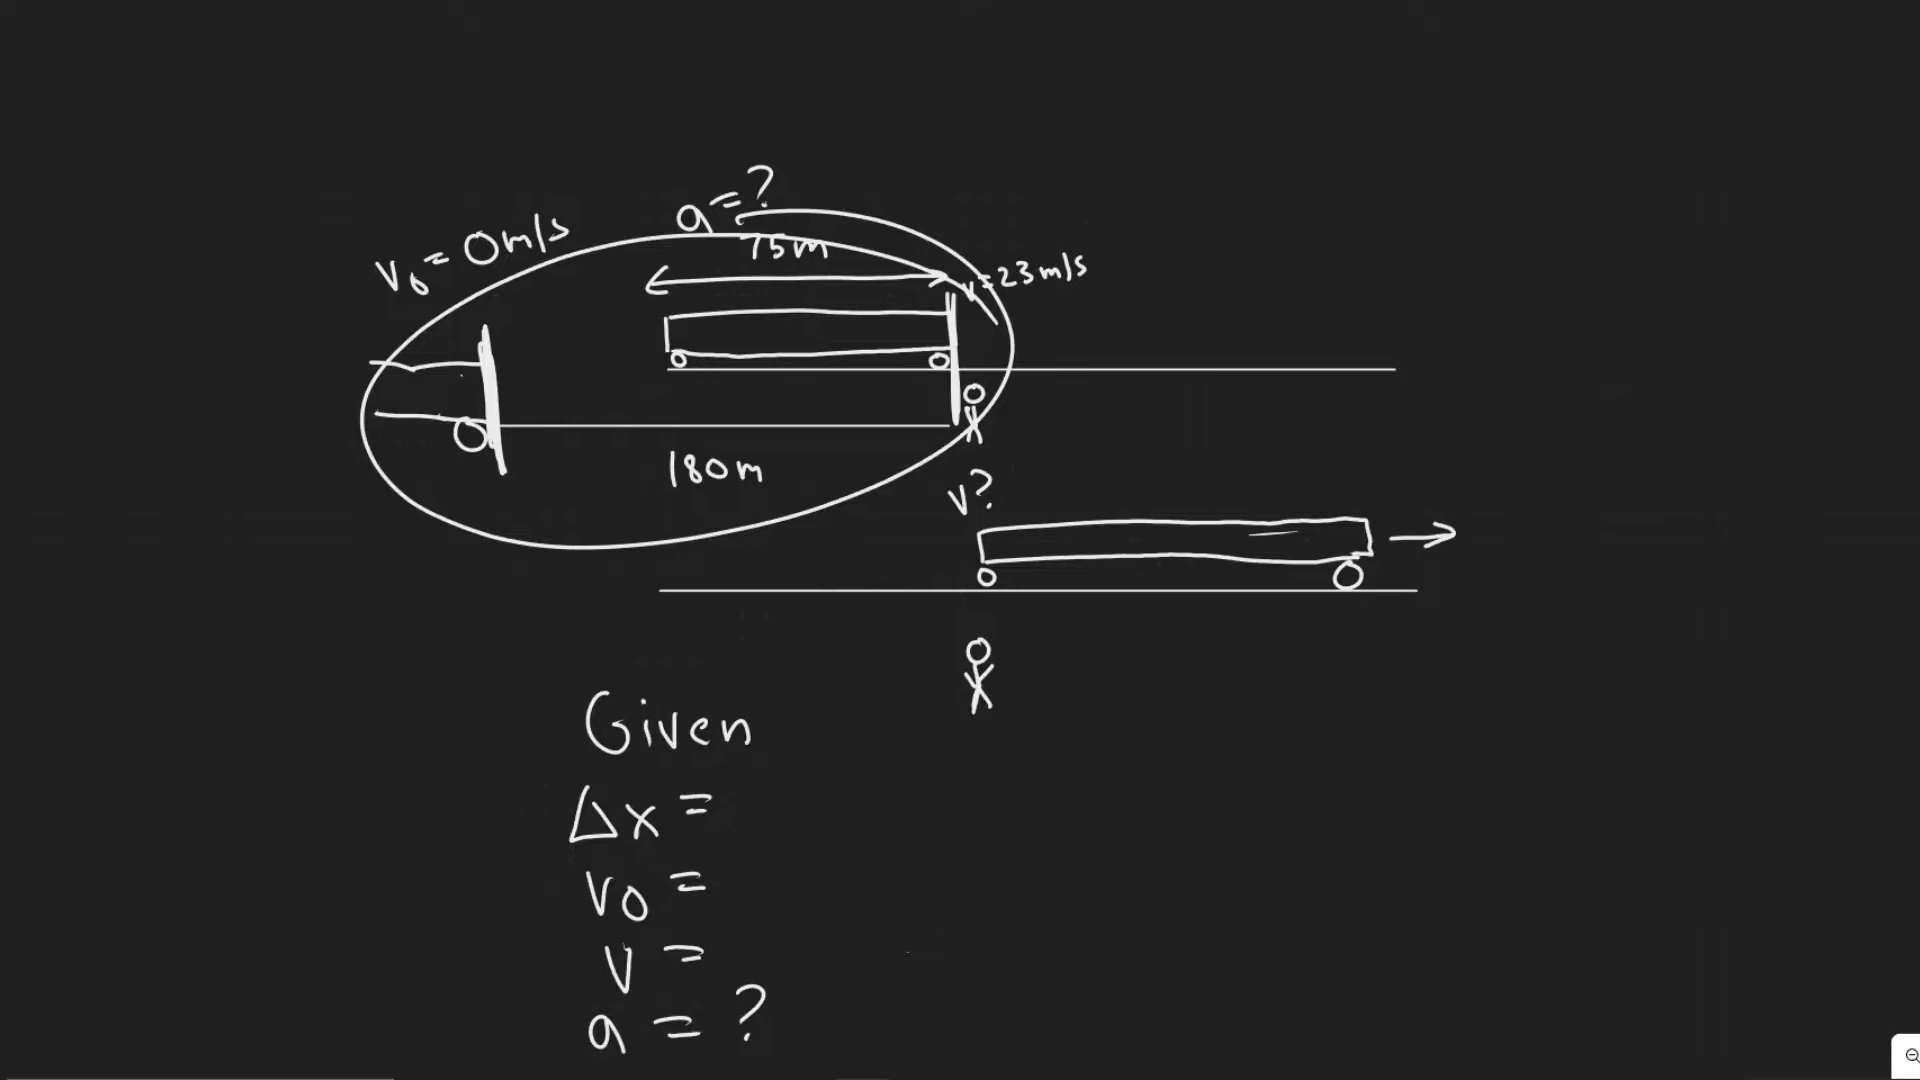 a = ?
v₀ = 0m/s
75m
v = 23m/s
180m
v?
Given
Δx =
v₀ =
v =
a = ?